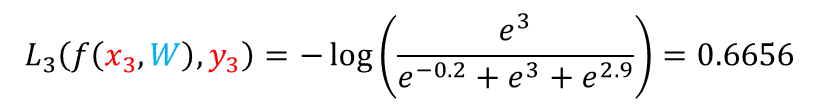 L₃(f(x₃, W), y₃) = − log( e³ / (e^−0.2 + e³ + e^2.9) ) = 0.6656